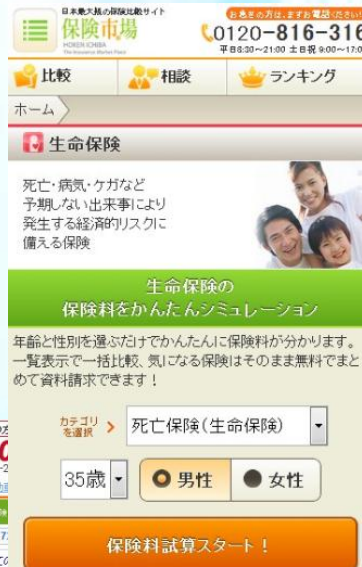 日本最大級の保険比較サイト
保険市場
HOKEN ICHIBA
The Insurance Market Place
お急ぎの方は、まずお電話ください!
0120-816-316
平日8:30~21:00 土日祝 9:00~17:00
比較
相談
ランキング
ホーム
生命保険
死亡・病気・ケガなど
予期しない出来事により
発生する経済的リスクに
備える保険
生命保険の
保険料をかんたんシミュレーション
年齢と性別を選ぶだけでかんたんに保険料が分かります。
一覧表示で一括比較、気になる保険はそのまま無料でまと
めて資料請求できます!
カテゴリ
を選択
死亡保険(生命保険)
35歳
男性
女性
保険料試算スタート!